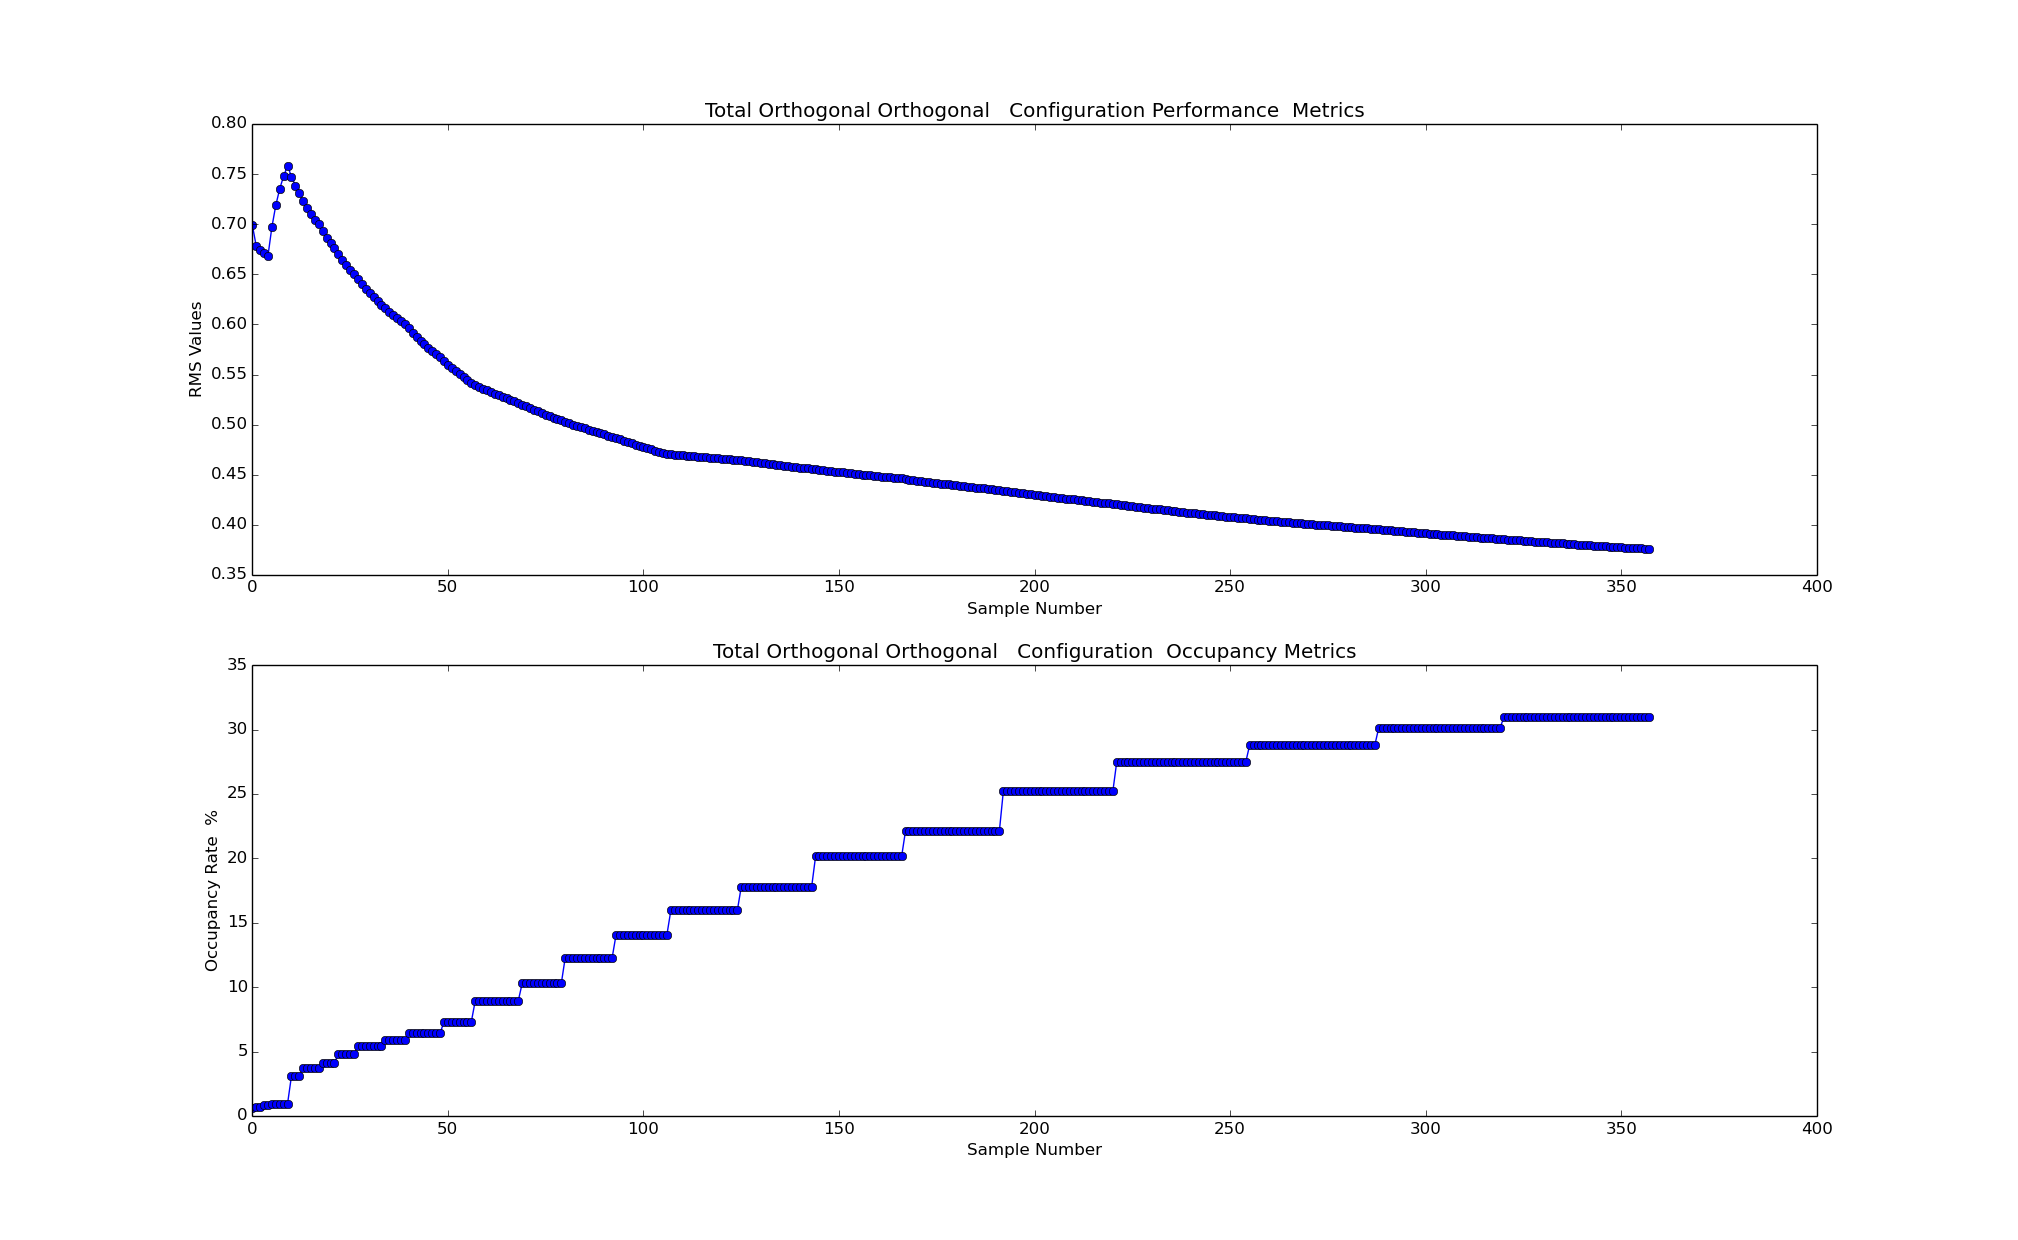 Total Orthogonal Orthogonal   Configuration Performance  Metrics
0.80
0.75
0.70
0.65
0.60
0.55
0.50
0.45
0.40
0.35
RMS Values
0 50 100 150 200 250 300 350 400
Sample Number
Total Orthogonal Orthogonal   Configuration  Occupancy Metrics
35
30
25
20
15
10
5
0
Occupancy Rate  %
0 50 100 150 200 250 300 350 400
Sample Number